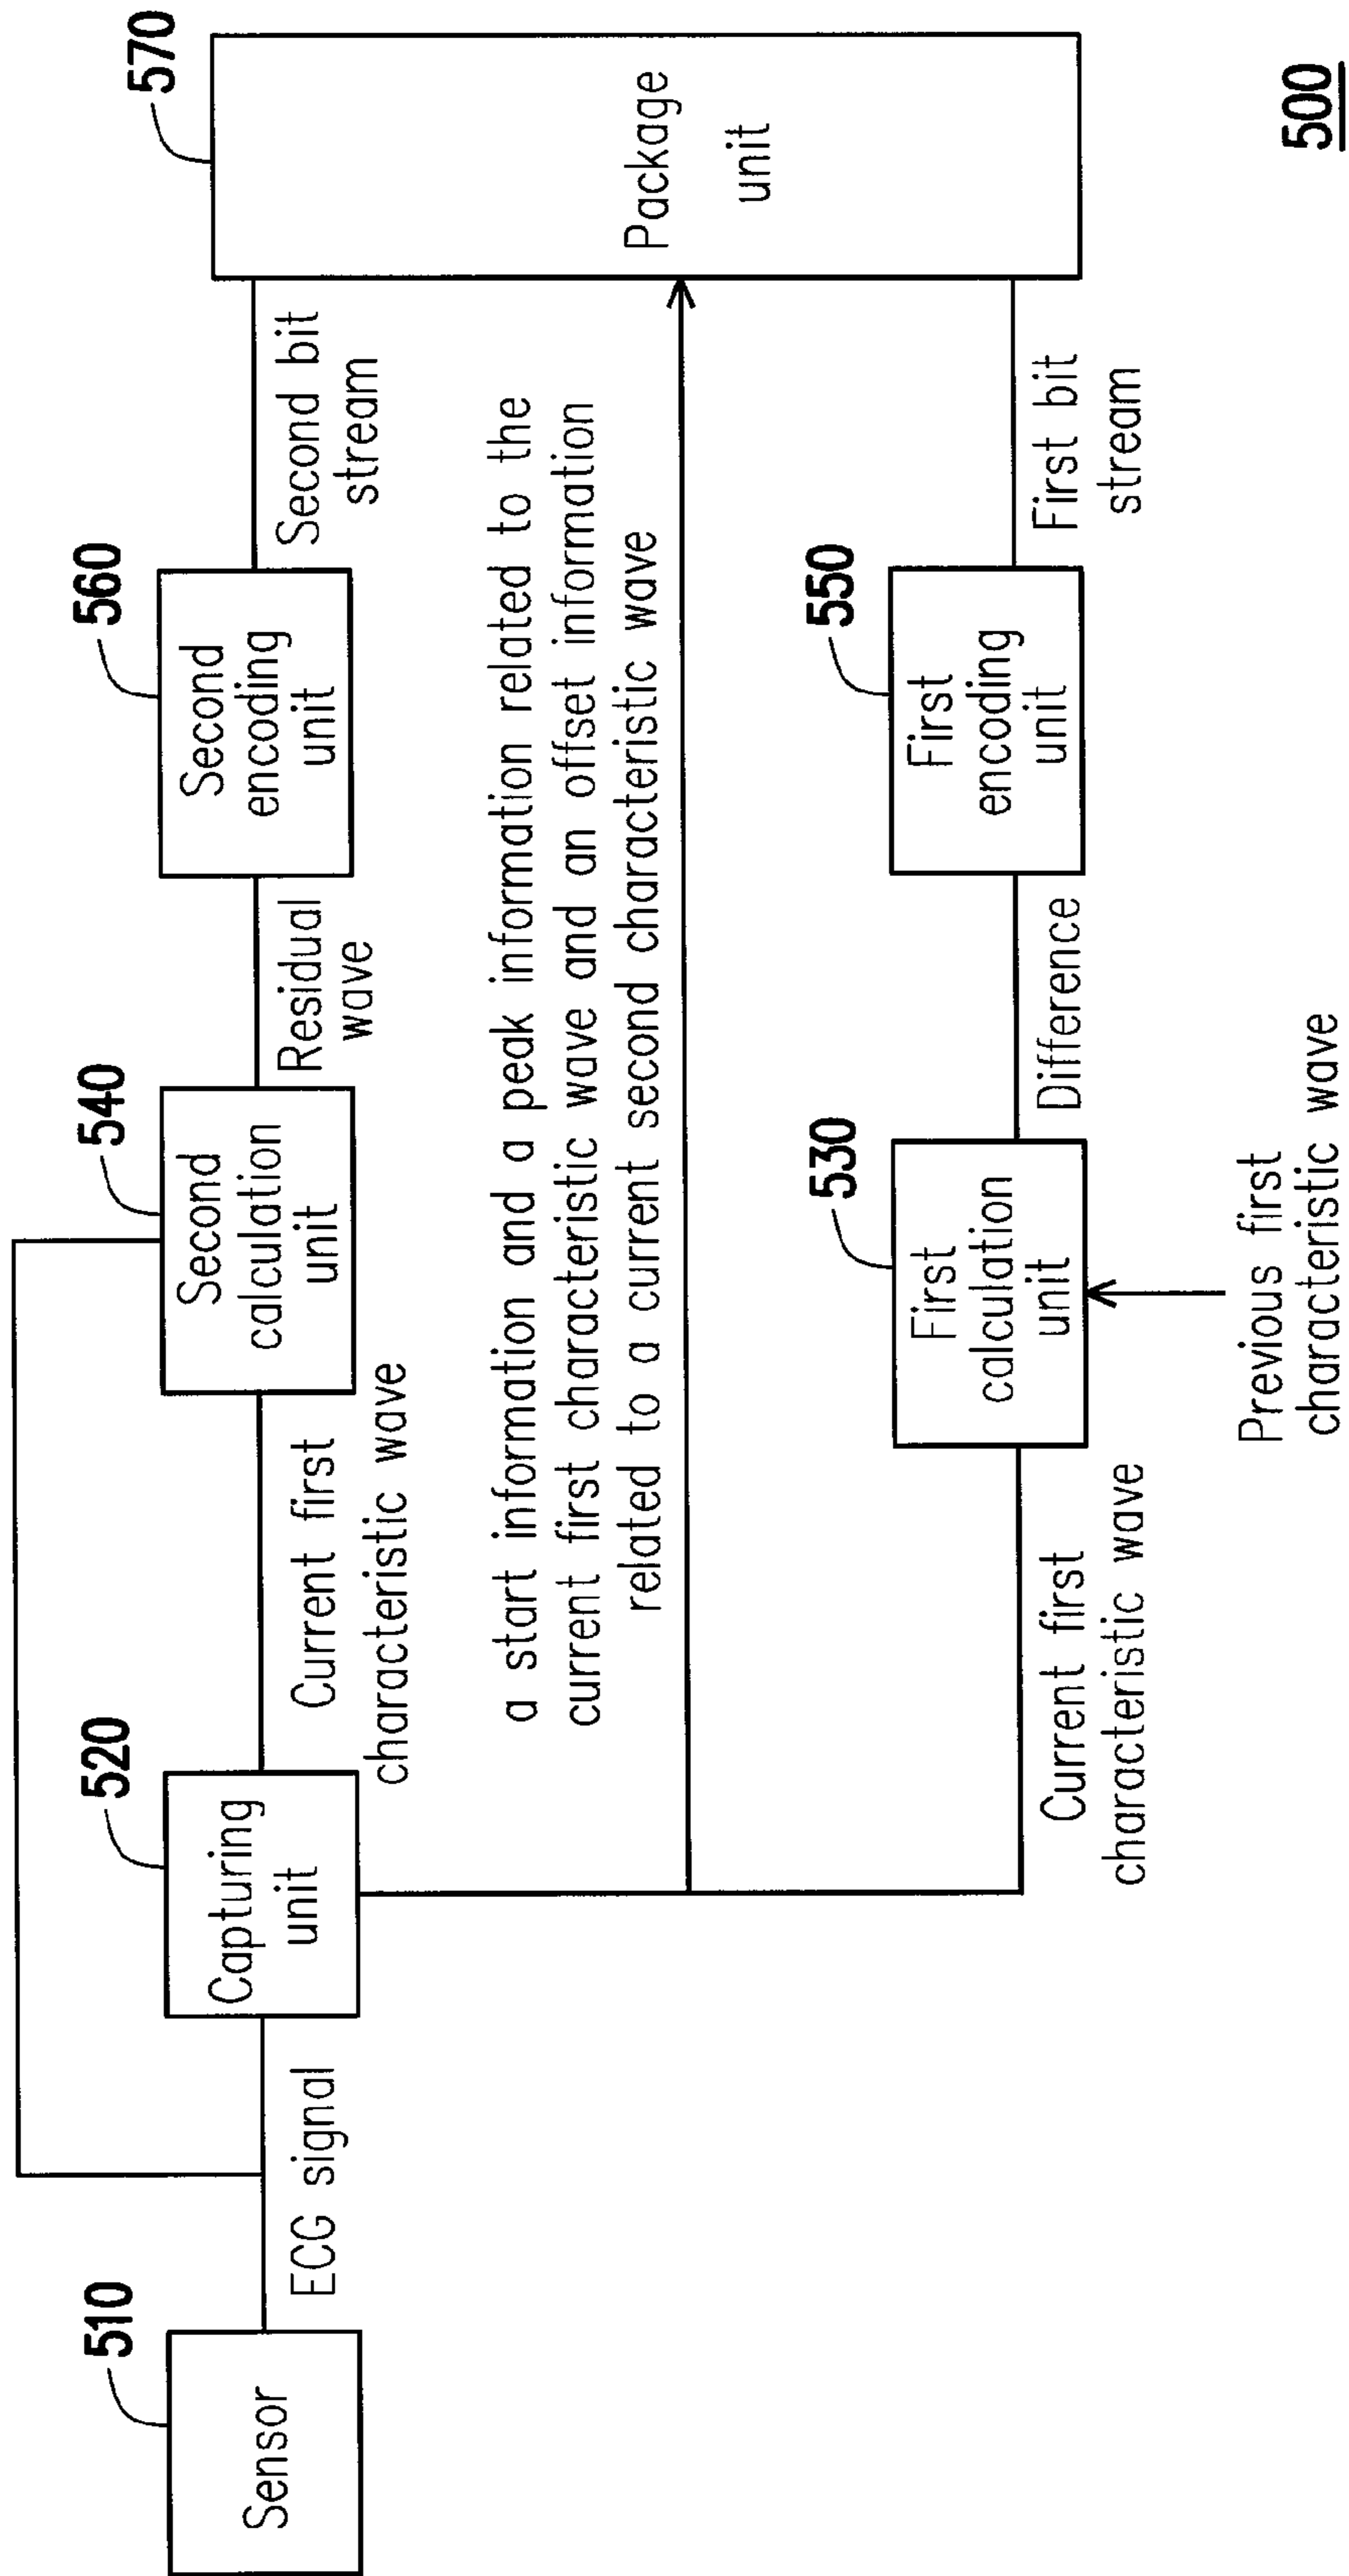 510
Sensor
ECG signal
520
Capturing
unit
Current first
characteristic wave
540
Second
calculation
unit
Residual
wave
560
Second
encoding
unit
Second bit
stream
570
Package
unit
a start information and a peak information related to the
current first characteristic wave and an offset information
related to a current second characteristic wave
Current first
characteristic wave
530
First
calculation
unit
Previous first
characteristic wave
Difference
550
First
encoding
unit
First bit
stream
500